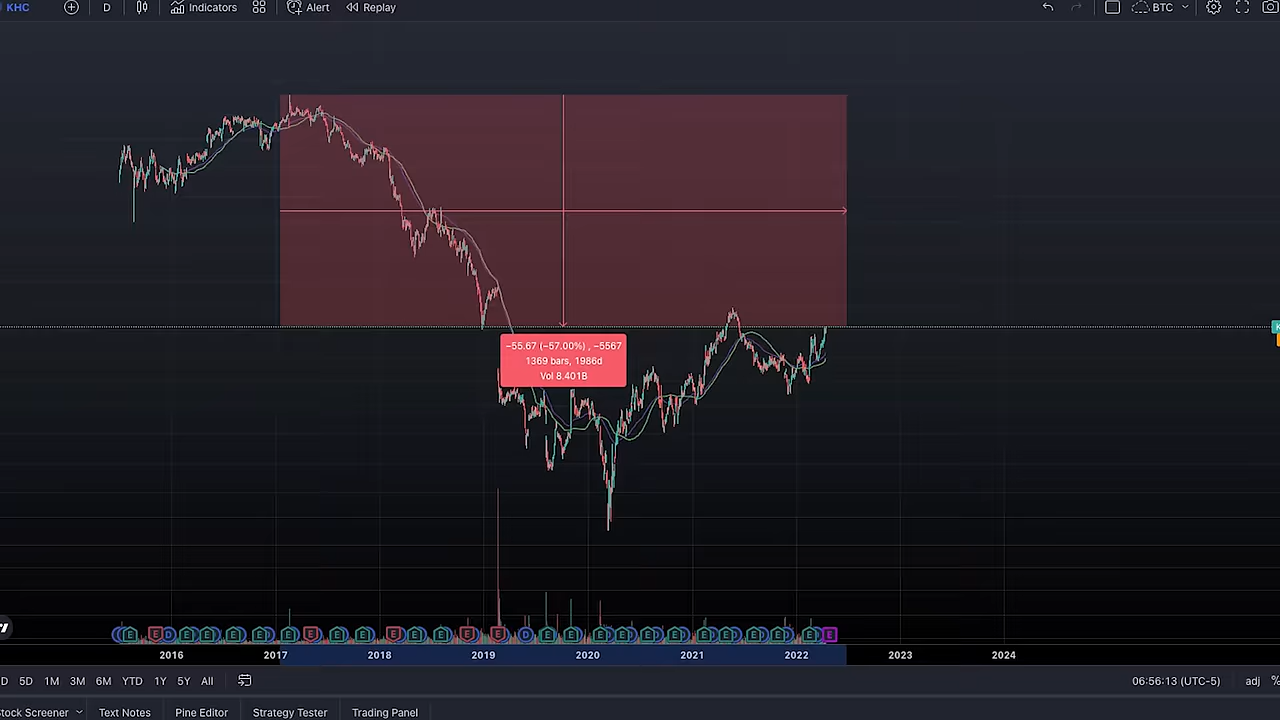 KHC D Indicators Alert Replay BTC
−55.67 (−57.00%) , −5567
1369 bars, 1986d
Vol 8.401B
E E D E E E E E E E E E E E E E D E E E E E E E E E E E E
2016 2017 2018 2019 2020 2021 2022 2023 2024
D 5D 1M 3M 6M YTD 1Y 5Y All 06:56:13 (UTC-5) adj %
tock Screener Text Notes Pine Editor Strategy Tester Trading Panel